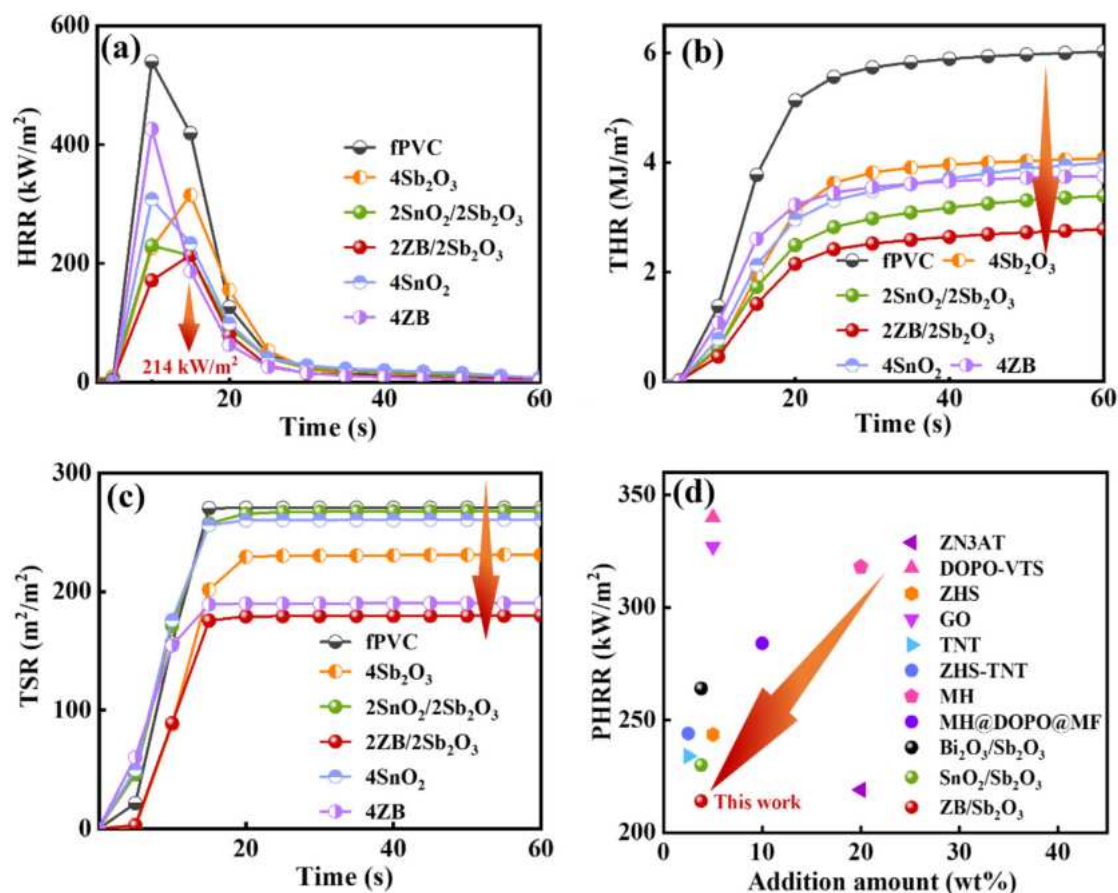 (a)
600
400
200
0
HRR (kW/m²)
20
40
60
Time (s)
fPVC
4Sb₂O₃
2SnO₂/2Sb₂O₃
2ZB/2Sb₂O₃
4SnO₂
4ZB
214 kW/m²
(b)
6
4
2
0
THR (MJ/m²)
20
40
60
Time (s)
fPVC 4Sb₂O₃
2SnO₂/2Sb₂O₃
2ZB/2Sb₂O₃
4SnO₂ 4ZB
(c)
300
200
100
0
TSR (m²/m²)
20
40
60
Time (s)
fPVC
4Sb₂O₃
2SnO₂/2Sb₂O₃
2ZB/2Sb₂O₃
4SnO₂
4ZB
(d)
350
300
250
200
PHRR (kW/m²)
0
10
20
30
40
Addition amount (wt%)
ZN3AT
DOPO-VTS
ZHS
GO
TNT
ZHS-TNT
MH
MH@DOPO@MF
Bi₂O₃/Sb₂O₃
SnO₂/Sb₂O₃
ZB/Sb₂O₃
This work